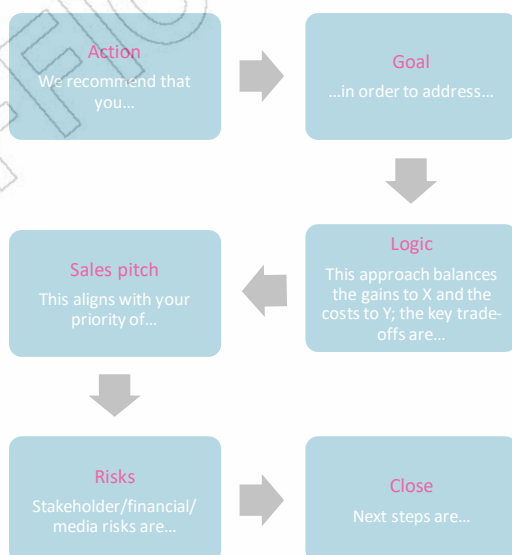 Action
We recommend that
you...
Goal
...in order to address...
Logic
This approach balances
the gains to X and the
costs to Y; the key trade-
offs are...
Sales pitch
This aligns with your
priority of...
Risks
Stakeholder/financial/
media risks are...
Close
Next steps are...